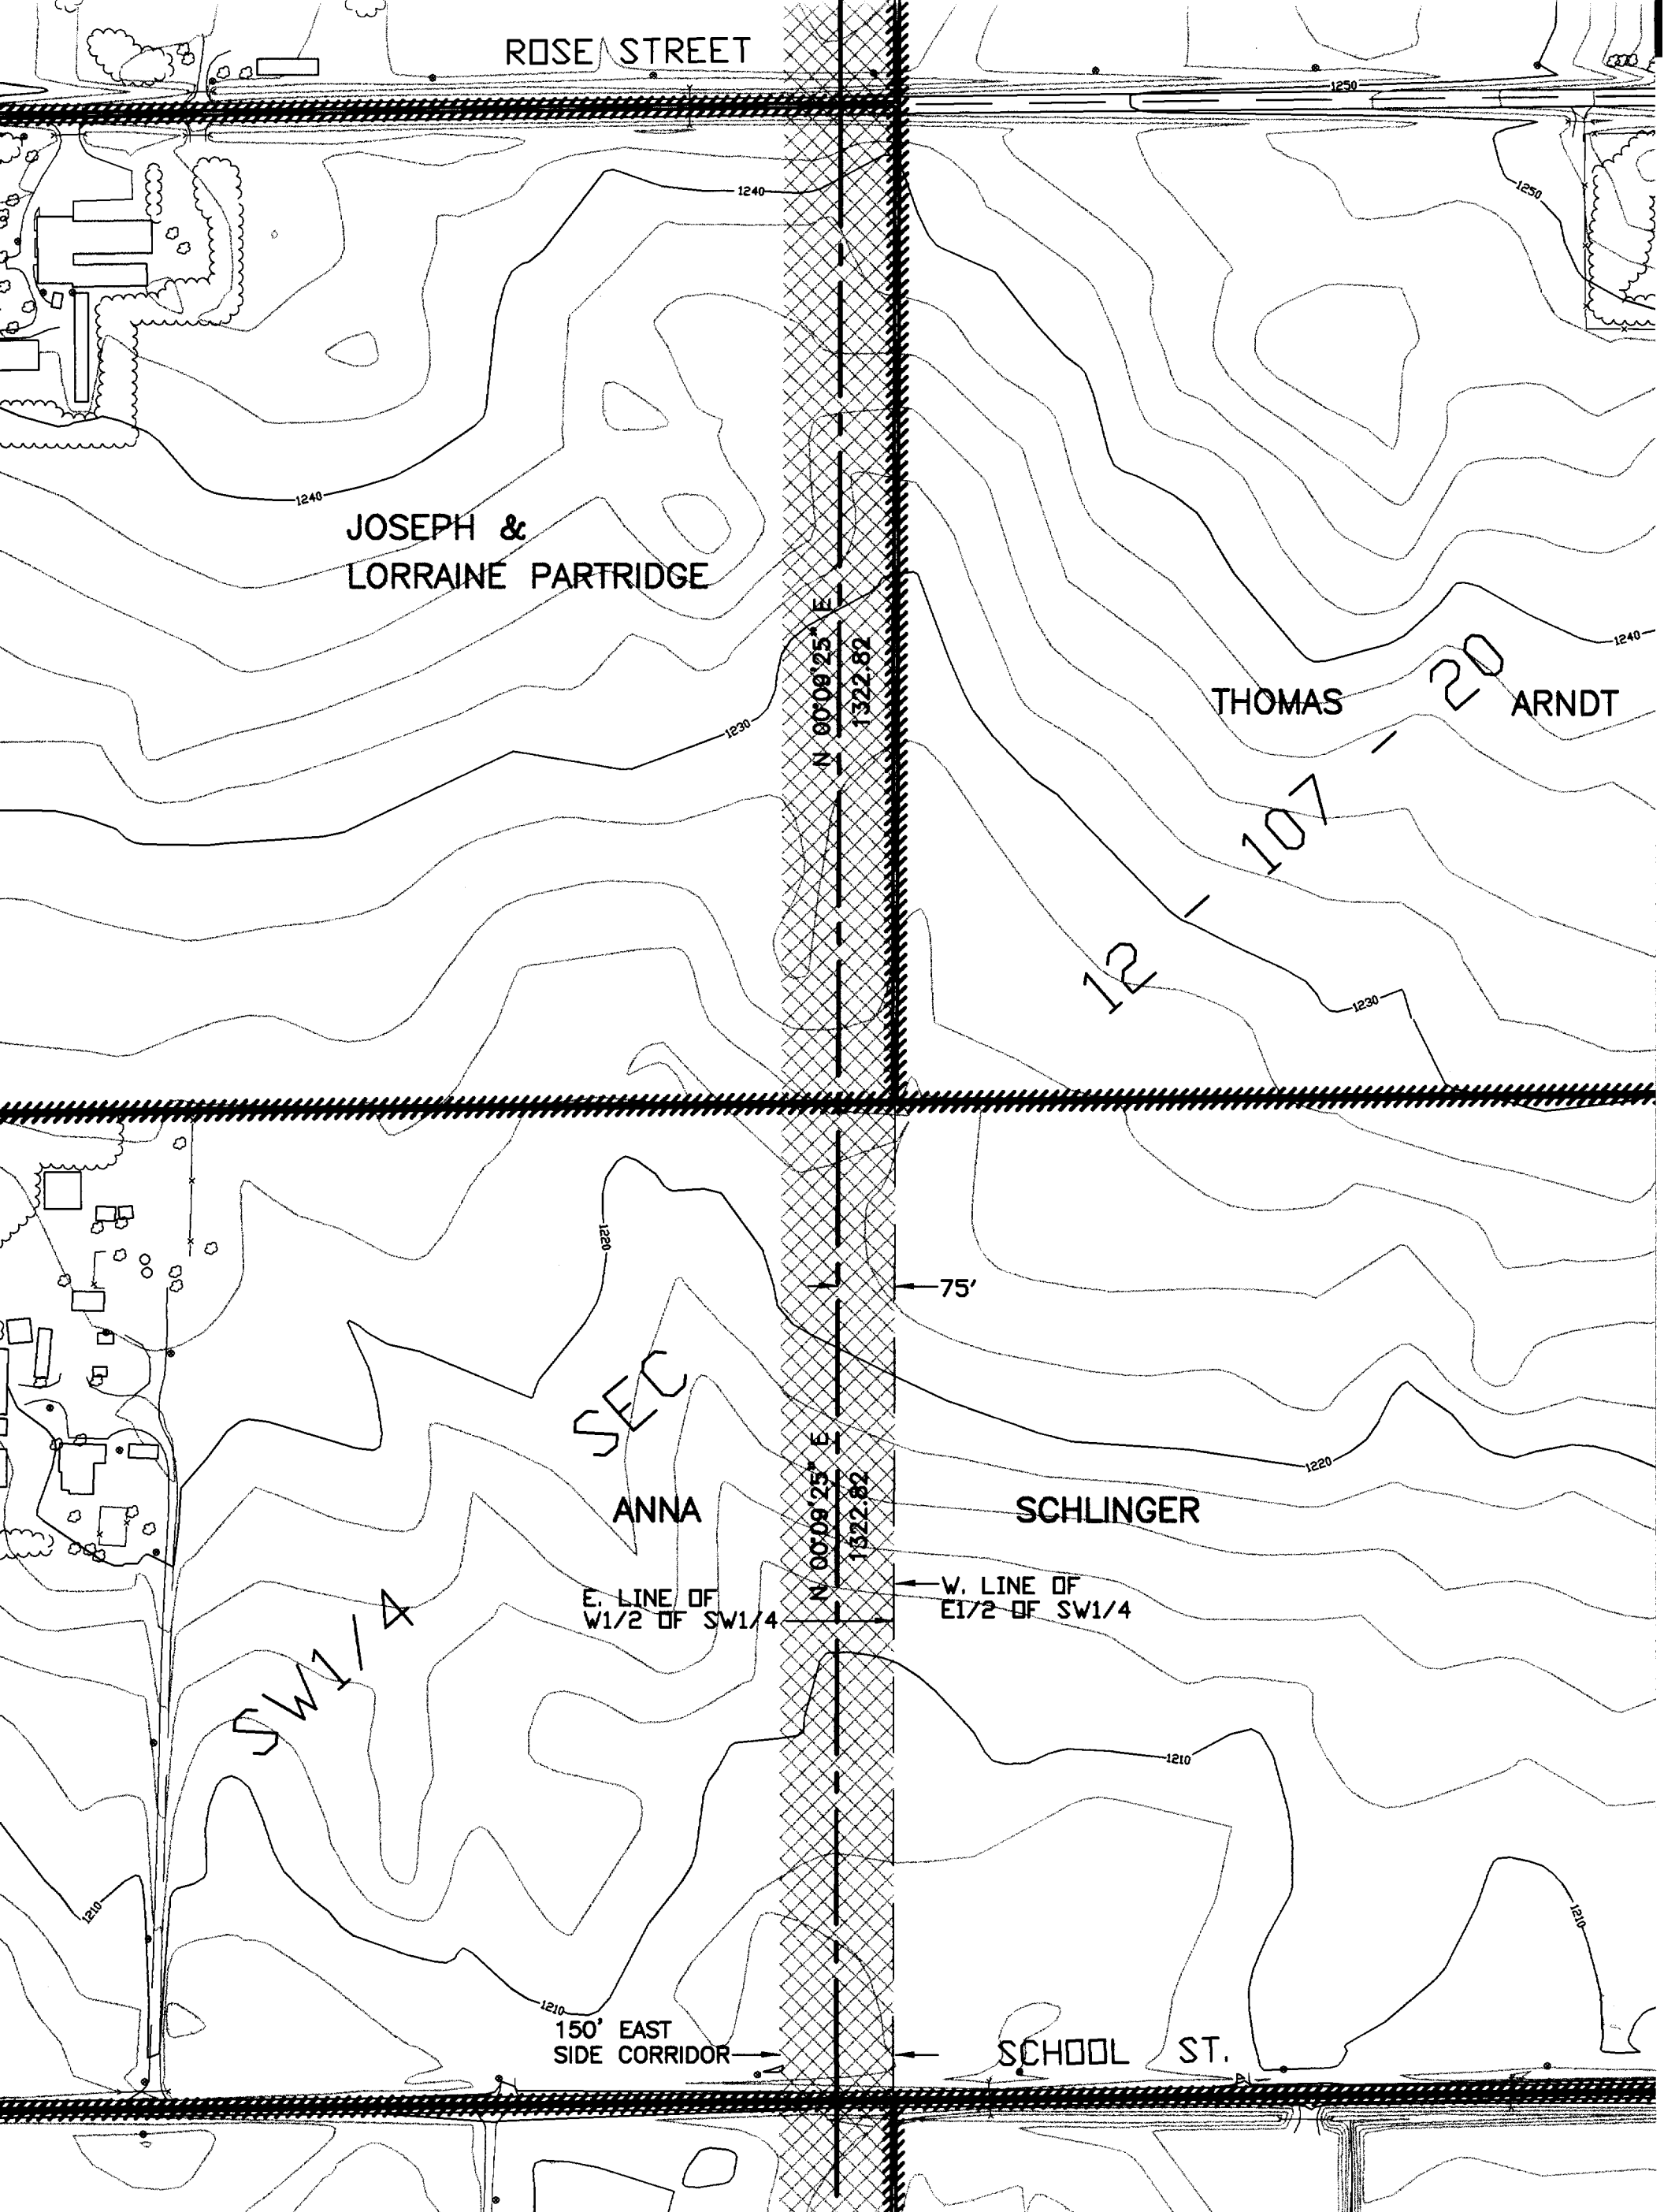 ROSE STREET
1250
1240
1250
1240
JOSEPH &
LORRAINE PARTRIDGE
N 00°09'25" E
1322.82
1240
THOMAS ARNDT
1230
12 - 107 - 20
1230
1220
75'
SEC
1220
N 00°09'25" E
1322.82
ANNA SCHLINGER
W. LINE OF
E1/2 OF SW1/4
E. LINE OF
W1/2 OF SW1/4
SW1/4
1210
1210
1210
1210
150' EAST
SIDE CORRIDOR
SCHOOL ST.